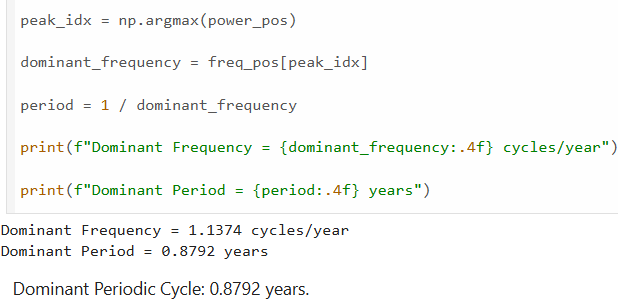 peak_idx = np.argmax(power_pos)
dominant_frequency = freq_pos[peak_idx]
period = 1 / dominant_frequency
print(f"Dominant Frequency = {dominant_frequency:.4f} cycles/year")
print(f"Dominant Period = {period:.4f} years")
Dominant Frequency = 1.1374 cycles/year
Dominant Period = 0.8792 years
Dominant Periodic Cycle: 0.8792 years.